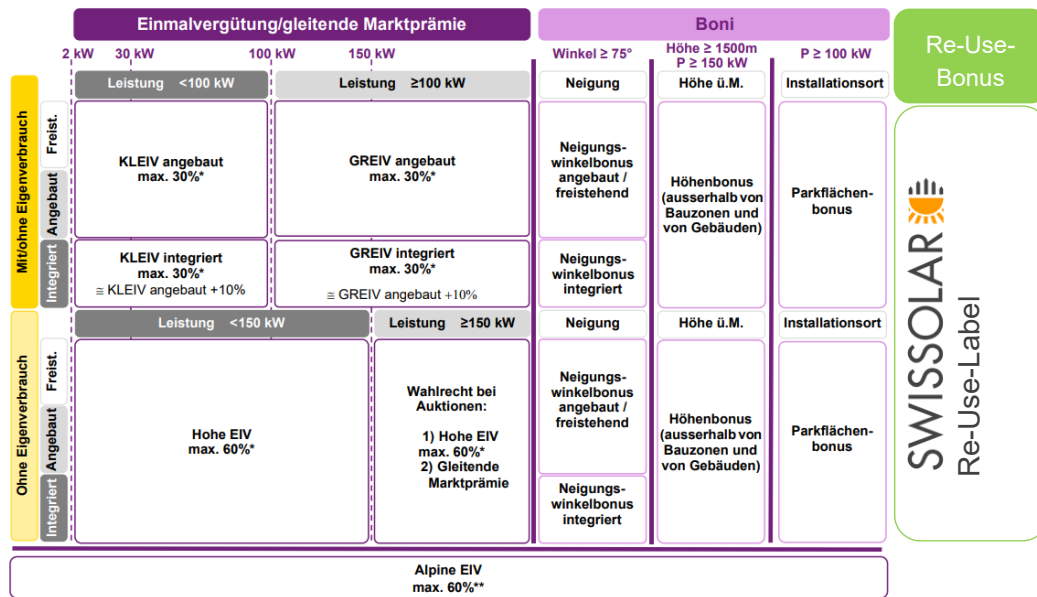 Einmalvergütung/gleitende Marktprämie
Boni
Re-Use-
Bonus
2 kW
30 kW
100 kW
150 kW
Winkel ≥ 75°
Höhe ≥ 1500m
P ≥ 150 kW
P ≥ 100 kW
Leistung <100 kW
Leistung ≥100 kW
Neigung
Höhe ü.M.
Installationsort
Mit/ohne Eigenverbrauch
Freist.
Angebaut
Integriert
KLEIV angebaut
max. 30%*
GREIV angebaut
max. 30%*
Neigungs-
winkelbonus
angebaut /
freistehend
Höhenbonus
(ausserhalb von
Bauzonen und
von Gebäuden)
Parkflächen-
bonus
KLEIV integriert
max. 30%*
≅ KLEIV angebaut +10%
GREIV integriert
max. 30%*
≅ GREIV angebaut +10%
Neigungs-
winkelbonus
integriert
Leistung <150 kW
Leistung ≥150 kW
Neigung
Höhe ü.M.
Installationsort
Ohne Eigenverbrauch
Freist.
Angebaut
Integriert
Hohe EIV
max. 60%*
Wahlrecht bei
Auktionen:
1) Hohe EIV
max. 60%*
2) Gleitende
Marktprämie
Neigungs-
winkelbonus
angebaut /
freistehend
Höhenbonus
(ausserhalb von
Bauzonen und
von Gebäuden)
Parkflächen-
bonus
Neigungs-
winkelbonus
integriert
SWISSOLAR
Re-Use-Label
Alpine EIV
max. 60%**